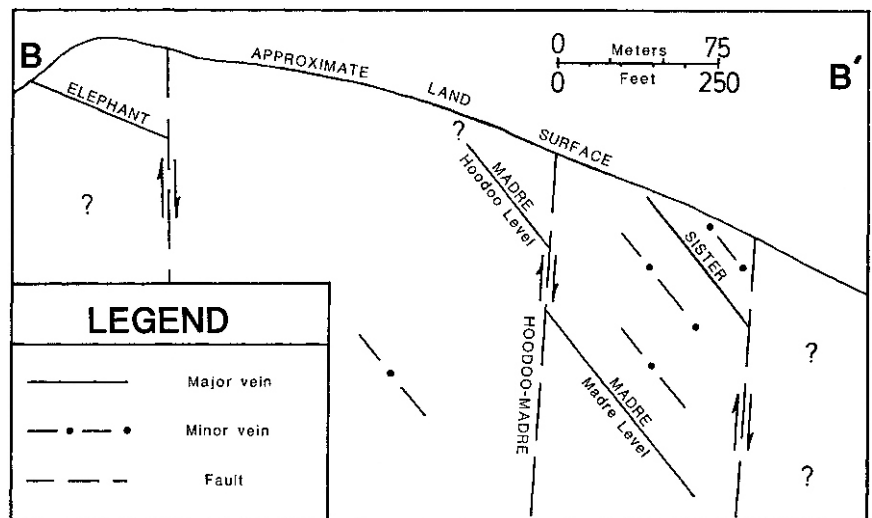 B
B'
0 Meters 75
0 Feet 250
APPROXIMATE LAND SURFACE
ELEPHANT
?
?
MADRE
Hoodoo Level
SISTER
HOODOO-MADRE
MADRE
Madre Level
?
?
LEGEND
Major vein
Minor vein
Fault